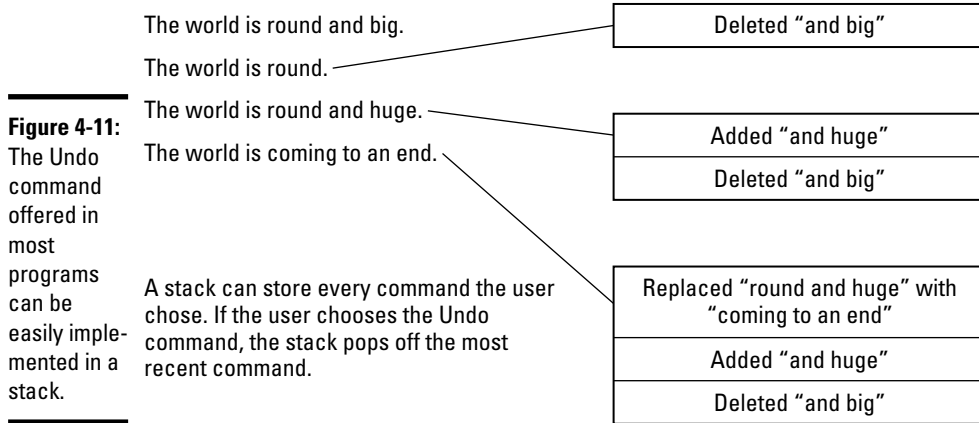 The world is round and big.
The world is round.
The world is round and huge.
The world is coming to an end.
Deleted “and big”
Added “and huge”
Deleted “and big”
Replaced “round and huge” with
“coming to an end”
Added “and huge”
Deleted “and big”
Figure 4-11:
The Undo
command
offered in
most
programs
can be
easily imple-
mented in a
stack.
A stack can store every command the user
chose. If the user chooses the Undo
command, the stack pops off the most
recent command.